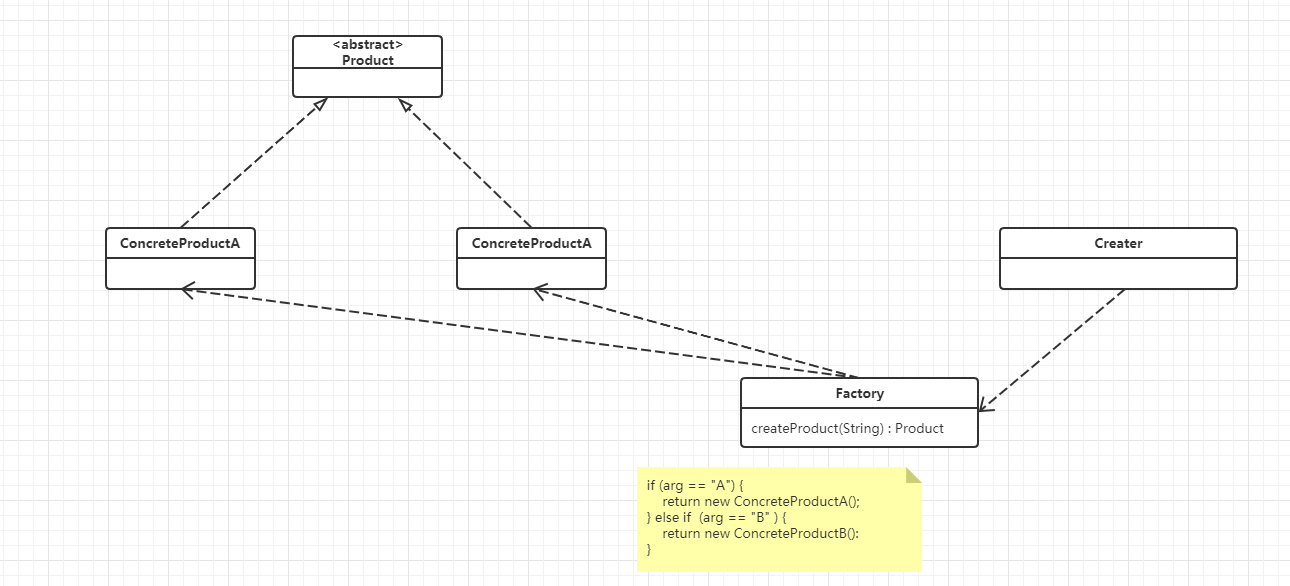 <abstract>
Product
ConcreteProductA
ConcreteProductA
Creater
Factory
createProduct(String) : Product
if (arg == "A") {
return new ConcreteProductA();
} else if  (arg == "B" ) {
return new ConcreteProductB():
}